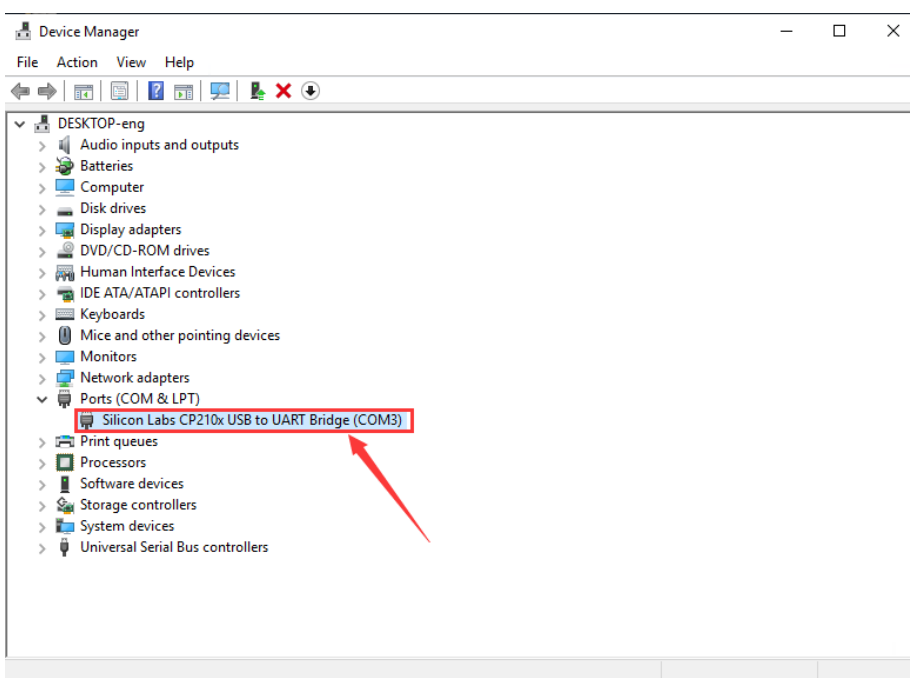 Device Manager
File Action View Help
DESKTOP-eng
Audio inputs and outputs
Batteries
Computer
Disk drives
Display adapters
DVD/CD-ROM drives
Human Interface Devices
IDE ATA/ATAPI controllers
Keyboards
Mice and other pointing devices
Monitors
Network adapters
Ports (COM & LPT)
Silicon Labs CP210x USB to UART Bridge (COM3)
Print queues
Processors
Software devices
Storage controllers
System devices
Universal Serial Bus controllers